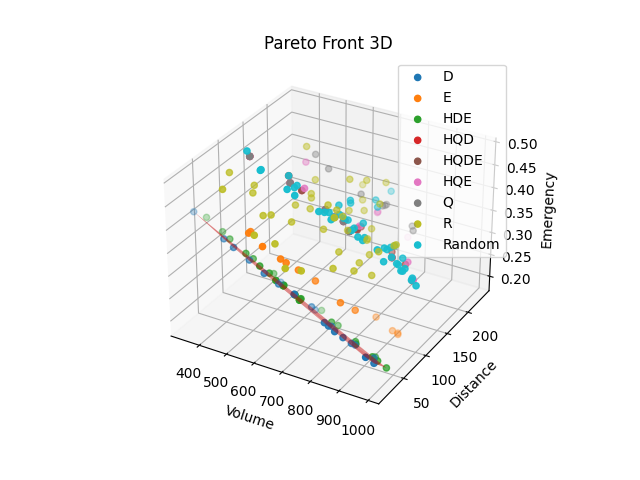 Pareto Front 3D
D
E
HDE
HQD
HQDE
HQE
Q
R
Random
0.50
0.45
0.40
0.35
0.30
0.25
0.20
Emergency
200
150
100
50
Distance
400
500
600
700
800
900
1000
Volume